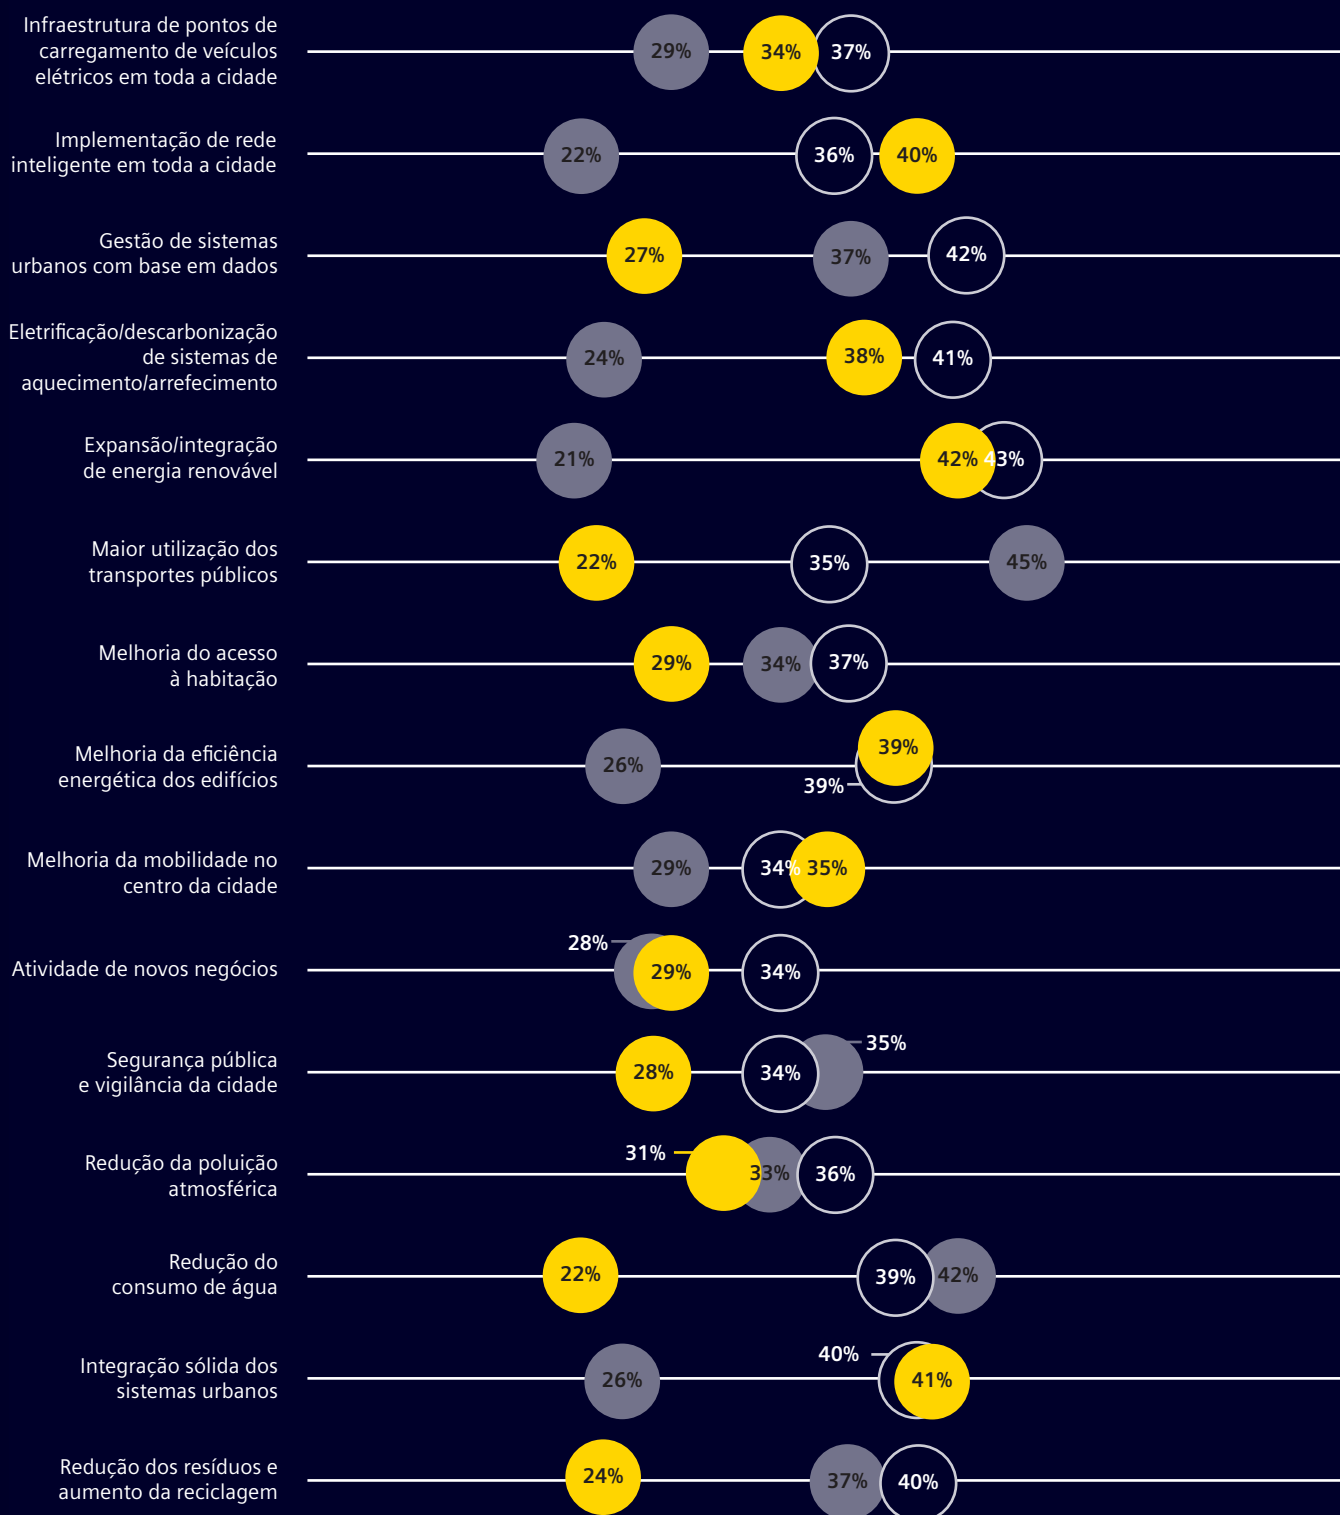 Infraestrutura de pontos de
carregamento de veículos
elétricos em toda a cidade
29% 34% 37%
Implementação de rede
inteligente em toda a cidade
22% 36% 40%
Gestão de sistemas
urbanos com base em dados
27% 37% 42%
Eletrificação/descarbonização
de sistemas de
aquecimento/arrefecimento
24% 38% 41%
Expansão/integração
de energia renovável
21% 42% 43%
Maior utilização dos
transportes públicos
22% 35% 45%
Melhoria do acesso
à habitação
29% 34% 37%
Melhoria da eficiência
energética dos edifícios
26% 39% 39%
Melhoria da mobilidade no
centro da cidade
29% 34% 35%
Atividade de novos negócios
28% 29% 34%
Segurança pública
e vigilância da cidade
28% 34% 35%
Redução da poluição
atmosférica
31% 33% 36%
Redução do
consumo de água
22% 39% 42%
Integração sólida dos
sistemas urbanos
26% 40% 41%
Redução dos resíduos e
aumento da reciclagem
24% 37% 40%